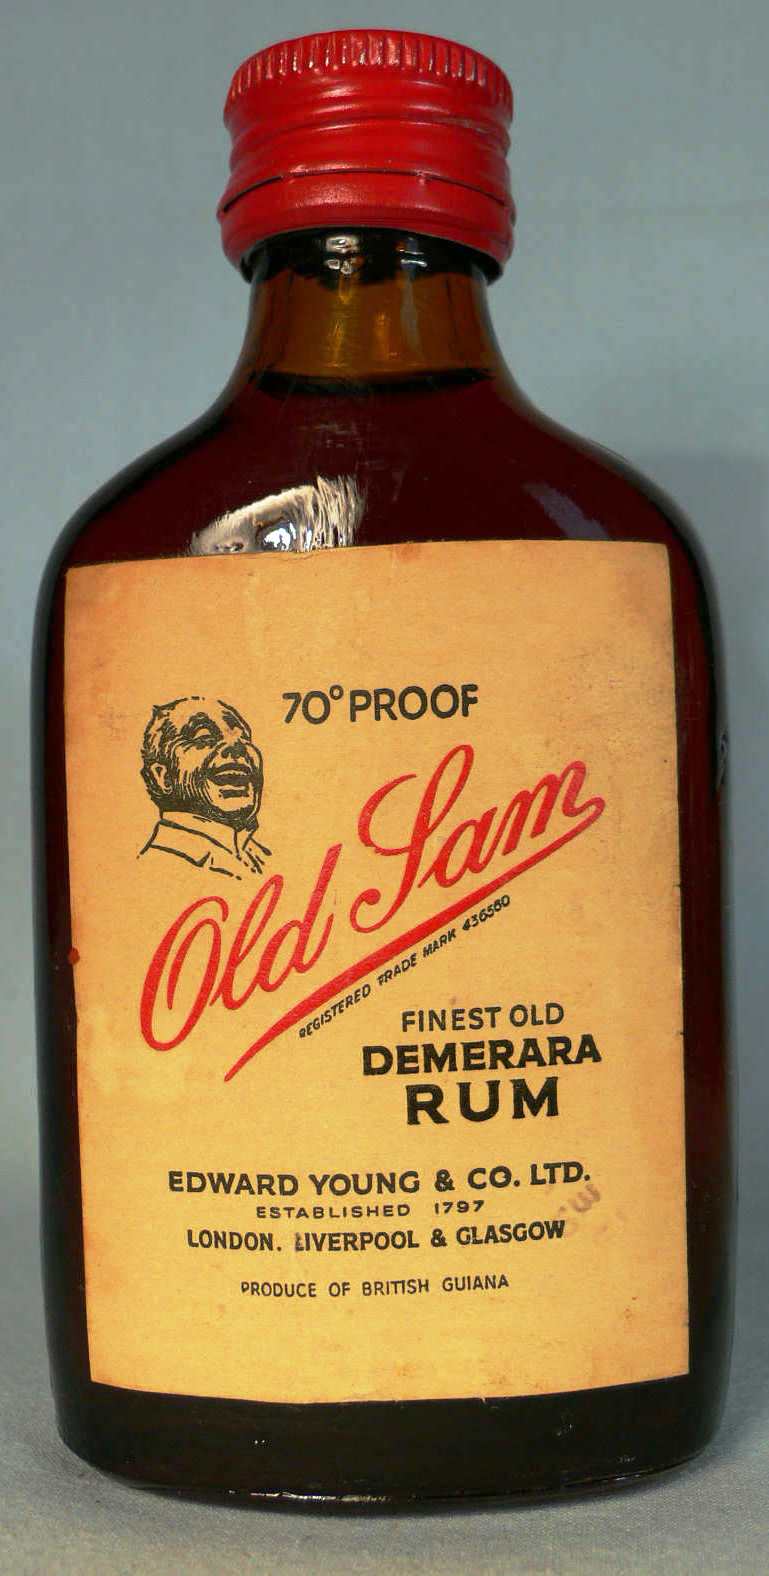 70° PROOF
Old Sam
REGISTERED TRADE MARK 436580
FINEST OLD
DEMERARA
RUM
EDWARD YOUNG & CO. LTD.
ESTABLISHED 1797
LONDON. LIVERPOOL & GLASGOW
PRODUCE OF BRITISH GUIANA